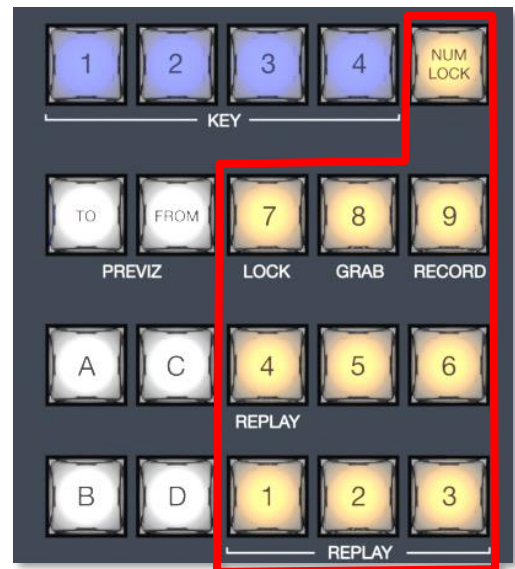 1 2 3 4 NUM LOCK
KEY
TO FROM 7 8 9
PREVIZ LOCK GRAB RECORD
A C 4 5 6
REPLAY
B D 1 2 3
REPLAY